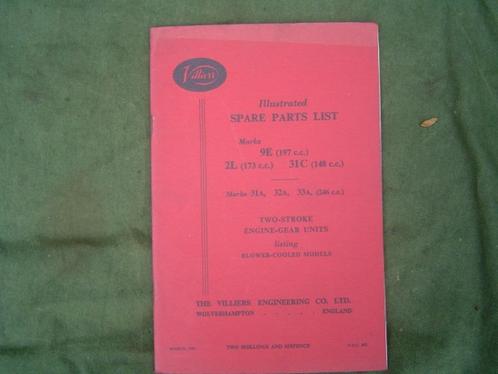 Villiers
Illustrated
SPARE PARTS LIST
Marks
9E (197 c.c.)
2L (173 c.c.) 31C (148 c.c.)
Marks 31A, 32A, 33A, (246 c.c.)
TWO-STROKE
ENGINE-GEAR UNITS
listing
BLOWER-COOLED MODELS
THE VILLIERS ENGINEERING CO. LTD.
WOLVERHAMPTON . . . . . ENGLAND
TWO SHILLINGS AND SIXPENCE